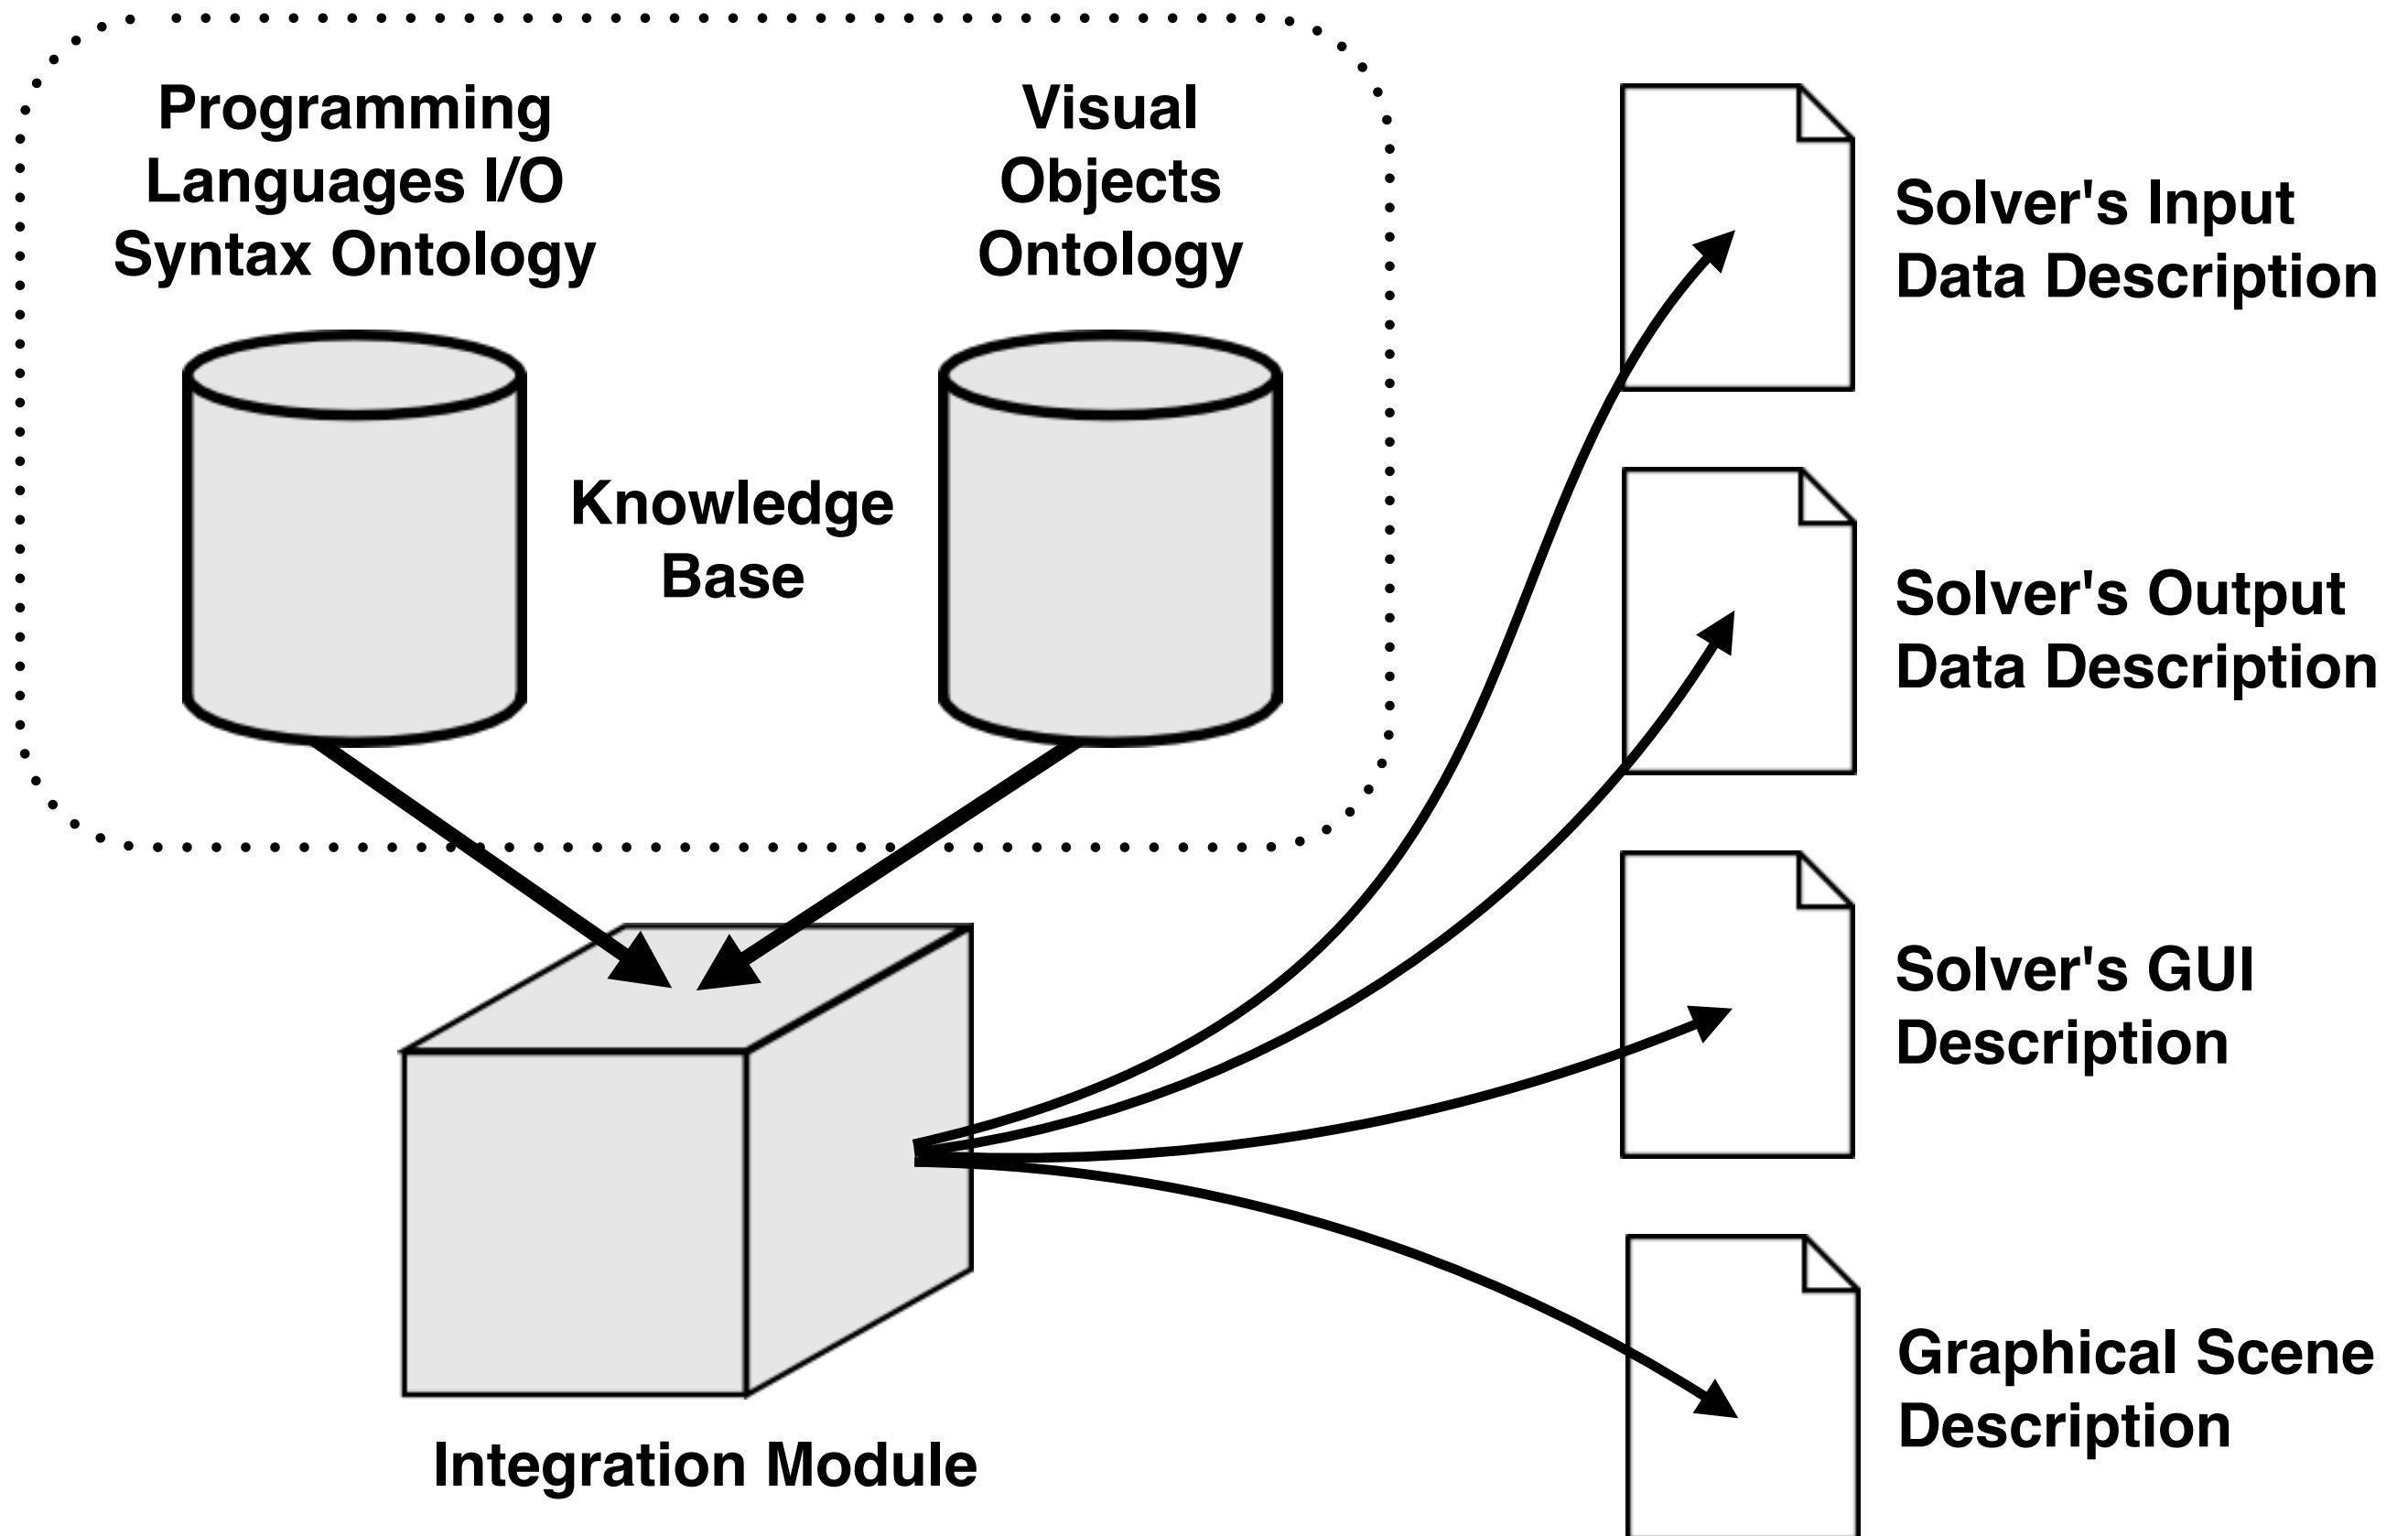 Programming
Languages I/O
Syntax Ontology
Visual
Objects
Ontology
Knowledge
Base
Integration Module
Solver's Input
Data Description
Solver's Output
Data Description
Solver's GUI
Description
Graphical Scene
Description